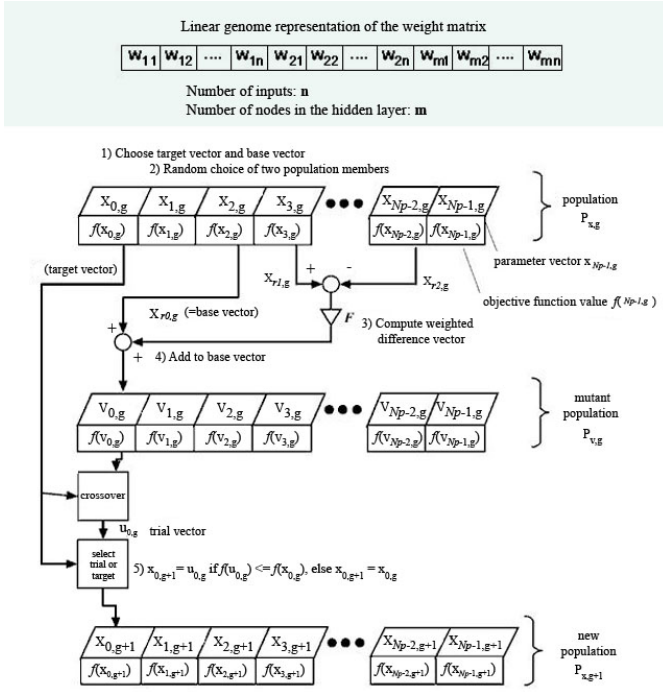 Linear genome representation of the weight matrix
W11 W12 .... W1n W21 W22 .... W2n Wm1 Wm2 .... Wmn
Number of inputs: n
Number of nodes in the hidden layer: m
1) Choose target vector and base vector
2) Random choice of two population members
X0,g X1,g X2,g X3,g ●●● XNp-2,g XNp-1,g
f(x0,g) f(x1,g) f(x2,g) f(x3,g) f(xNp-2,g) f(xNp-1,g)
population
Px,g
(target vector)
Xr1,g + - Xr2,g
parameter vector x Np-1,g
objective function value f( Np-1,g )
Xr0,g (=base vector)
F 3) Compute weighted
difference vector
+
+ 4) Add to base vector
V0,g V1,g V2,g V3,g ●●● VNp-2,g VNp-1,g
f(v0,g) f(v1,g) f(v2,g) f(v3,g) f(vNp-2,g) f(vNp-1,g)
mutant
population
Pv,g
crossover
u0,g trial vector
select
trial or
target
5) x0,g+1 = u0,g if f(u0,g) <= f(x0,g), else x0,g+1 = x0,g
X0,g+1 X1,g+1 X2,g+1 X3,g+1 ●●● XNp-2,g+1 XNp-1,g+1
f(x0,g+1) f(x1,g+1) f(x2,g+1) f(x3,g+1) f(xNp-2,g+1) f(xNp-1,g+1)
new
population
Px,g+1